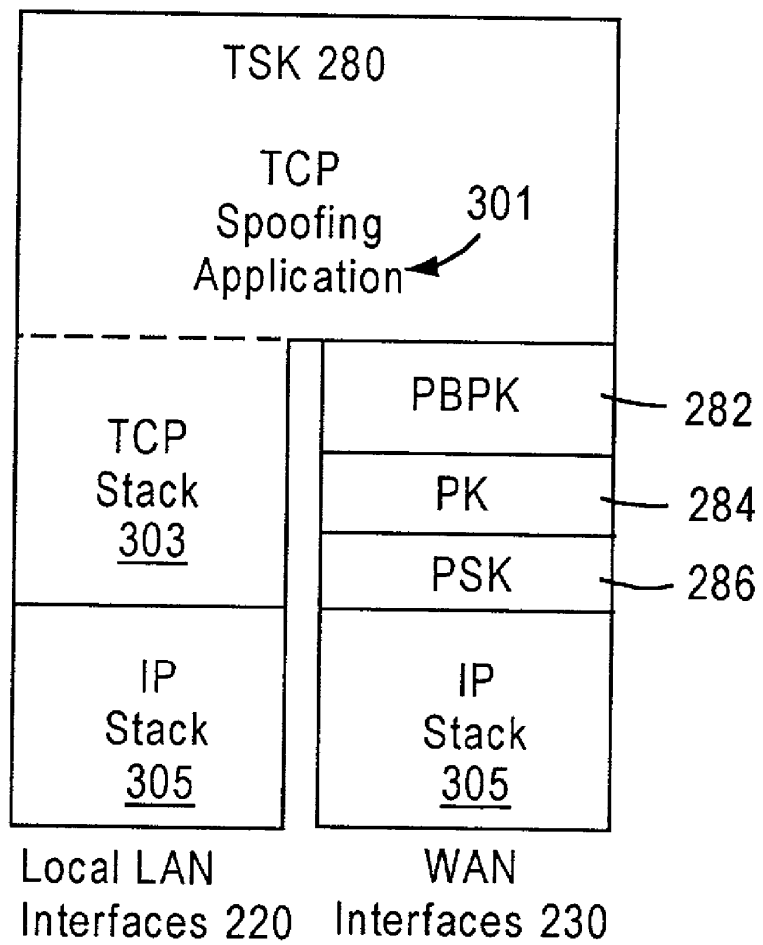 TSK 280
TCP
Spoofing
Application
301
PBPK
282
TCP
Stack
303
PK
284
PSK
286
IP
Stack
305
IP
Stack
305
Local LAN
Interfaces 220
WAN
Interfaces 230